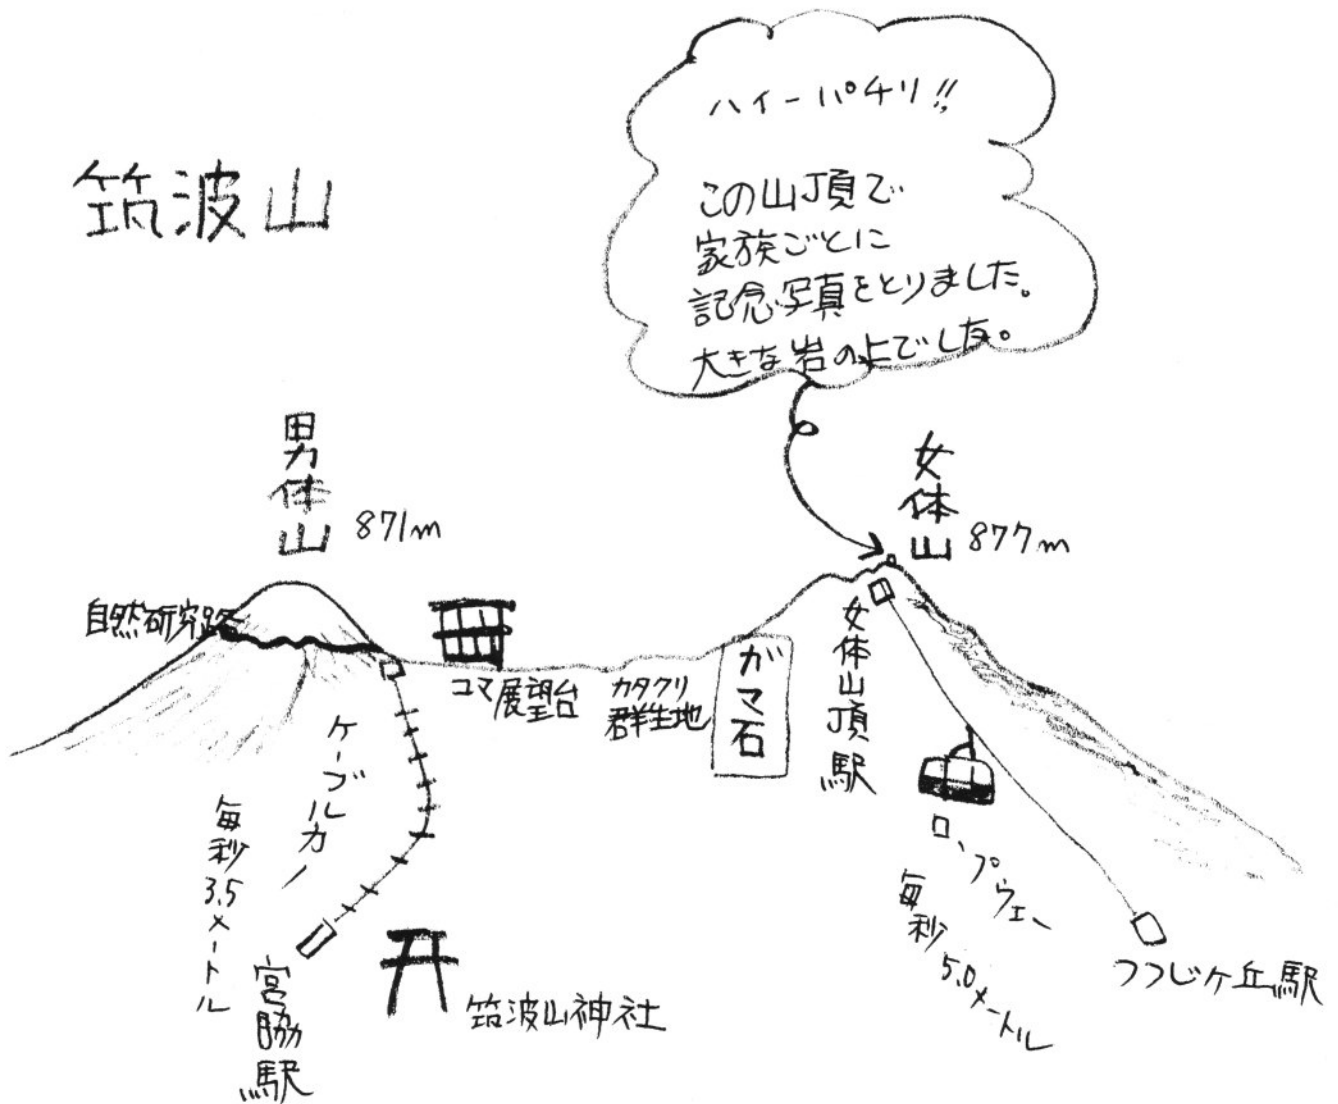 筑波山
ハイーパチリ!!
この山頂で
家族ごとに
記念写真をとりました。
大きな岩の上でした。
男体山
871m
女体山
877m
自然研究路
コマ展望台
カタクリ
群生地
ガマ石
女体山頂駅
ケーブルカー
毎秒3.5メートル
宮脇駅
筑波山神社
ロープウェー
毎秒5.0メートル
つつじケ丘駅